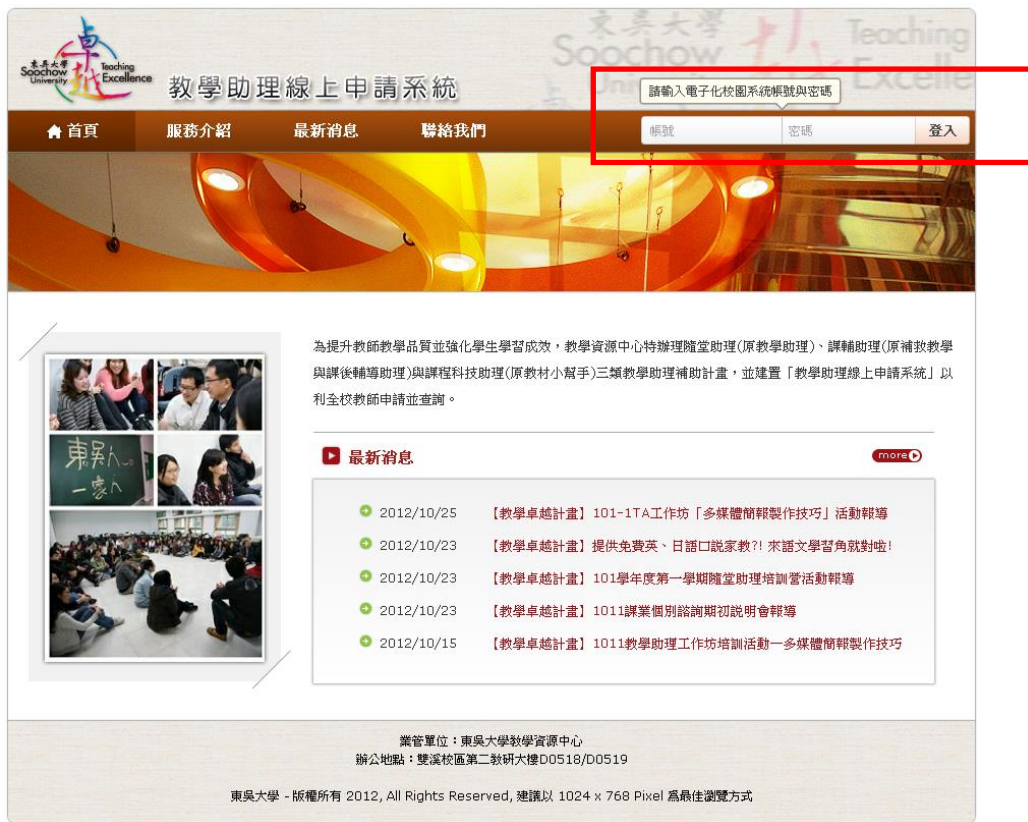 東吳大學
Soochow
University
卓越
Teaching
Excellence
教學助理線上申請系統
東吳大學
Soochow
Teaching
Excelle
請輸入電子化校園系統帳號與密碼
首頁
服務介紹
最新消息
聯絡我們
帳號
密碼
登入
為提升教師教學品質並強化學生學習成效，教學資源中心特辦理隨堂助理(原教學助理)、課輔助理(原補救教學
與課後輔導助理)與課程科技助理(原教材小幫手)三類教學助理補助計畫，並建置「教學助理線上申請系統」以
利全校教師申請並查詢。
東吳人
一家人
最新消息
more
2012/10/25 【教學卓越計畫】101-1TA工作坊「多媒體簡報製作技巧」活動報導
2012/10/23 【教學卓越計畫】提供免費英、日語口說家教?! 來語文學習角就對啦!
2012/10/23 【教學卓越計畫】101學年度第一學期隨堂助理培訓營活動報導
2012/10/23 【教學卓越計畫】1011課業個別諮詢期初說明會報導
2012/10/15 【教學卓越計畫】1011教學助理工作坊培訓活動—多媒體簡報製作技巧
業管單位：東吳大學教學資源中心
辦公地點：雙溪校區第二教研大樓D0518/D0519
東吳大學 - 版權所有 2012, All Rights Reserved, 建議以 1024 x 768 Pixel 為最佳瀏覽方式